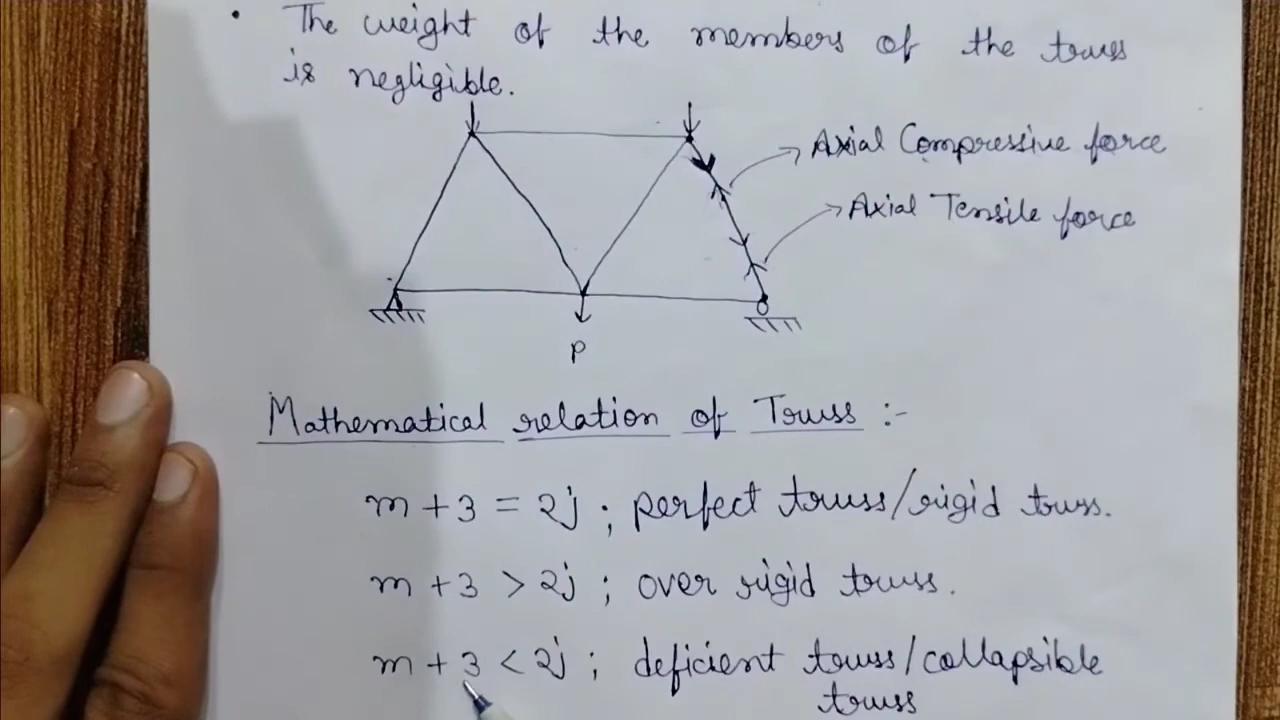 • The weight of the members of the truss
is negligible.
Axial Compressive force
Axial Tensile force
P
Mathematical relation of Truss :-
m + 3 = 2j ; perfect truss/rigid truss.
m + 3 > 2j ; over rigid truss.
m + 3 < 2j ; deficient truss/collapsible
truss